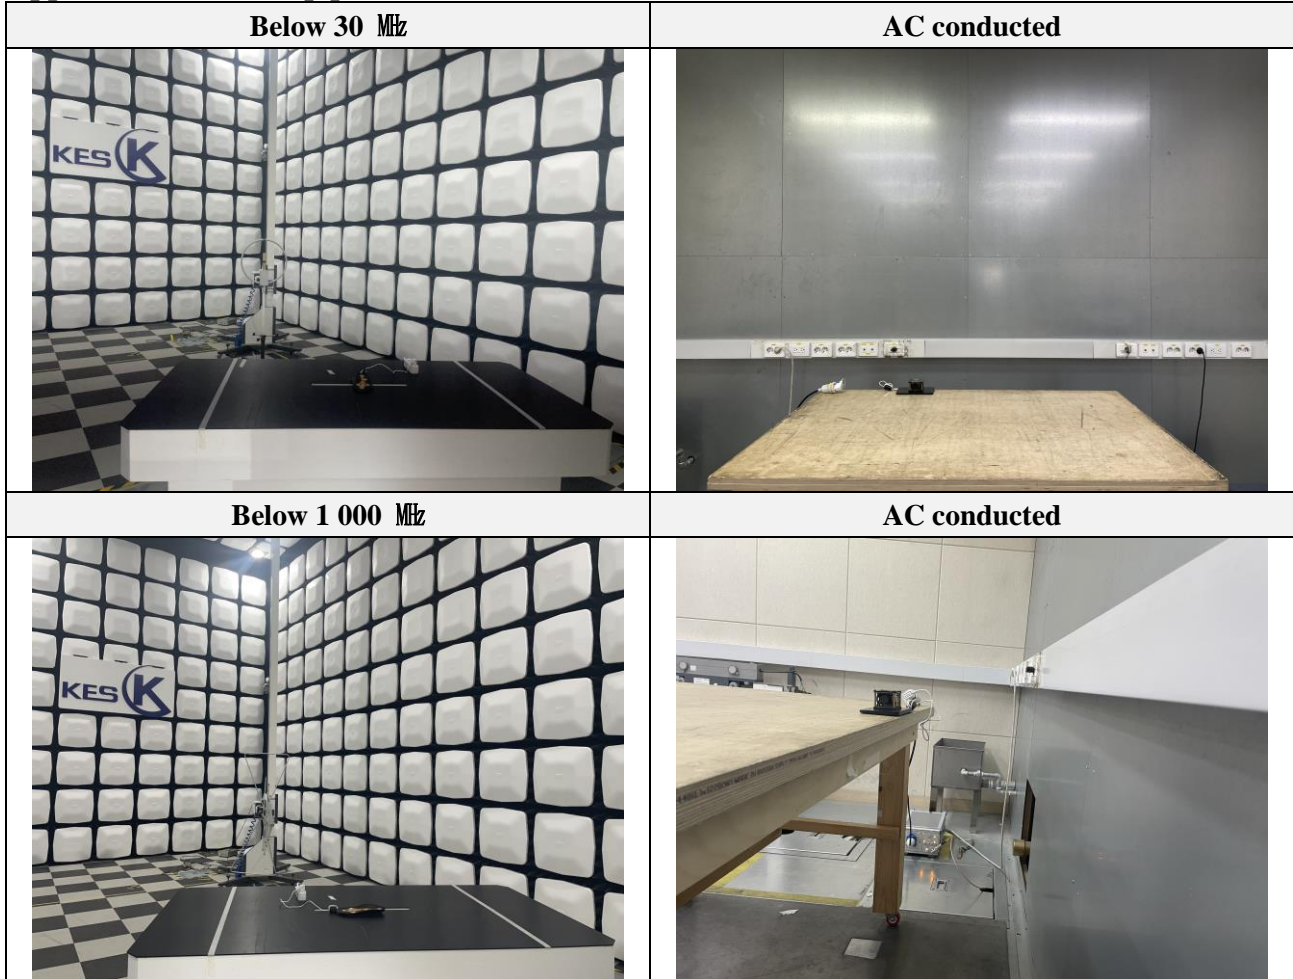 Below 30 ㎒
AC conducted
KES K
Below 1 000 ㎒
AC conducted
KES K